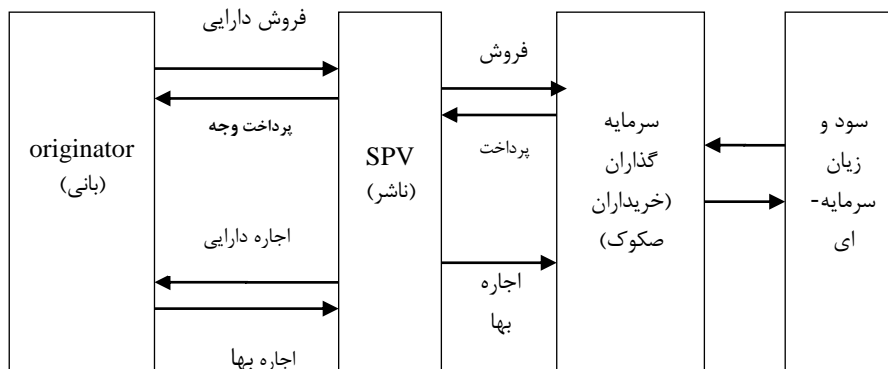 فروش دارایی
پرداخت وجه
originator
(بانی)
اجاره دارایی
اجاره بها
SPV
(ناشر)
فروش
پرداخت
اجاره
بها
سرمایه
گذاران
(خریداران
صکوک)
سود و
زیان
سرمایه-
ای